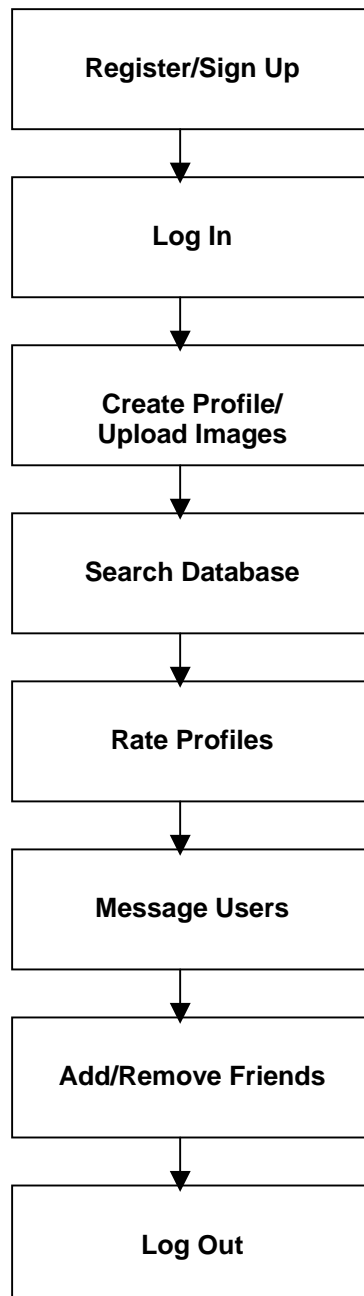 Register/Sign Up
Log In
Create Profile/
Upload Images
Search Database
Rate Profiles
Message Users
Add/Remove Friends
Log Out